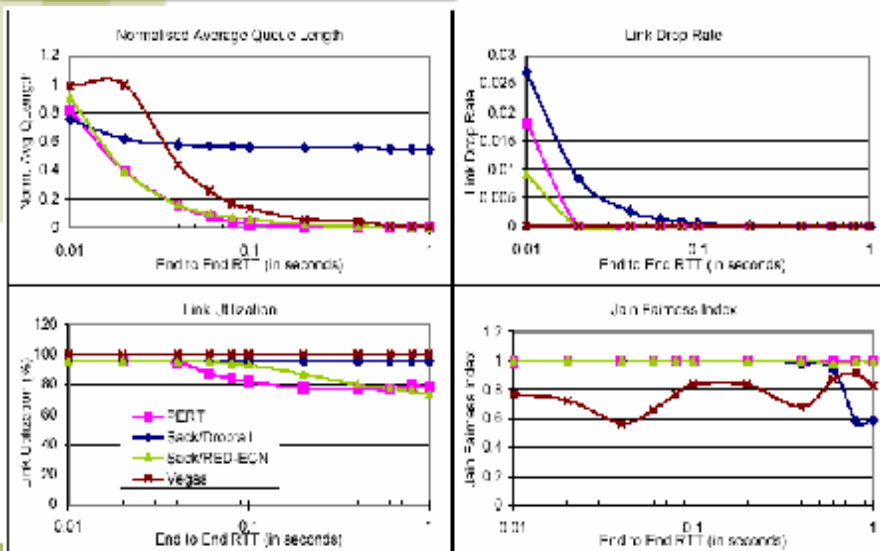 Normalised Average Queue Length
Norm. Avg Q Length
1.2
1
0.8
0.6
0.4
0.2
0
0.01
0.1
1
End to End RTT (in seconds)
Link Drop Rate
Link Drop Rate
0.03
0.025
0.02
0.015
0.01
0.005
0
0.01
0.1
1
End to End RTT (in seconds)
Link Utilization
Link Utilization (%)
120
100
80
60
40
20
0
PERT
Sack/Droptail
Sack/RED-ECN
Vegas
0.01
0.1
1
End to End RTT (in seconds)
Jain Fairness Index
Jain Fairness Index
1.2
1
0.8
0.6
0.4
0.2
0
0.01
0.1
1
End to End RTT (in seconds)